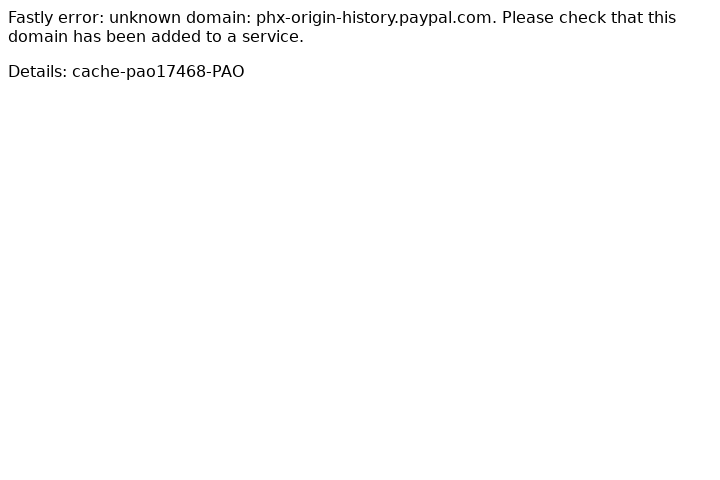 Fastly error: unknown domain: phx-origin-history.paypal.com. Please check that this
domain has been added to a service.
Details: cache-pao17468-PAO